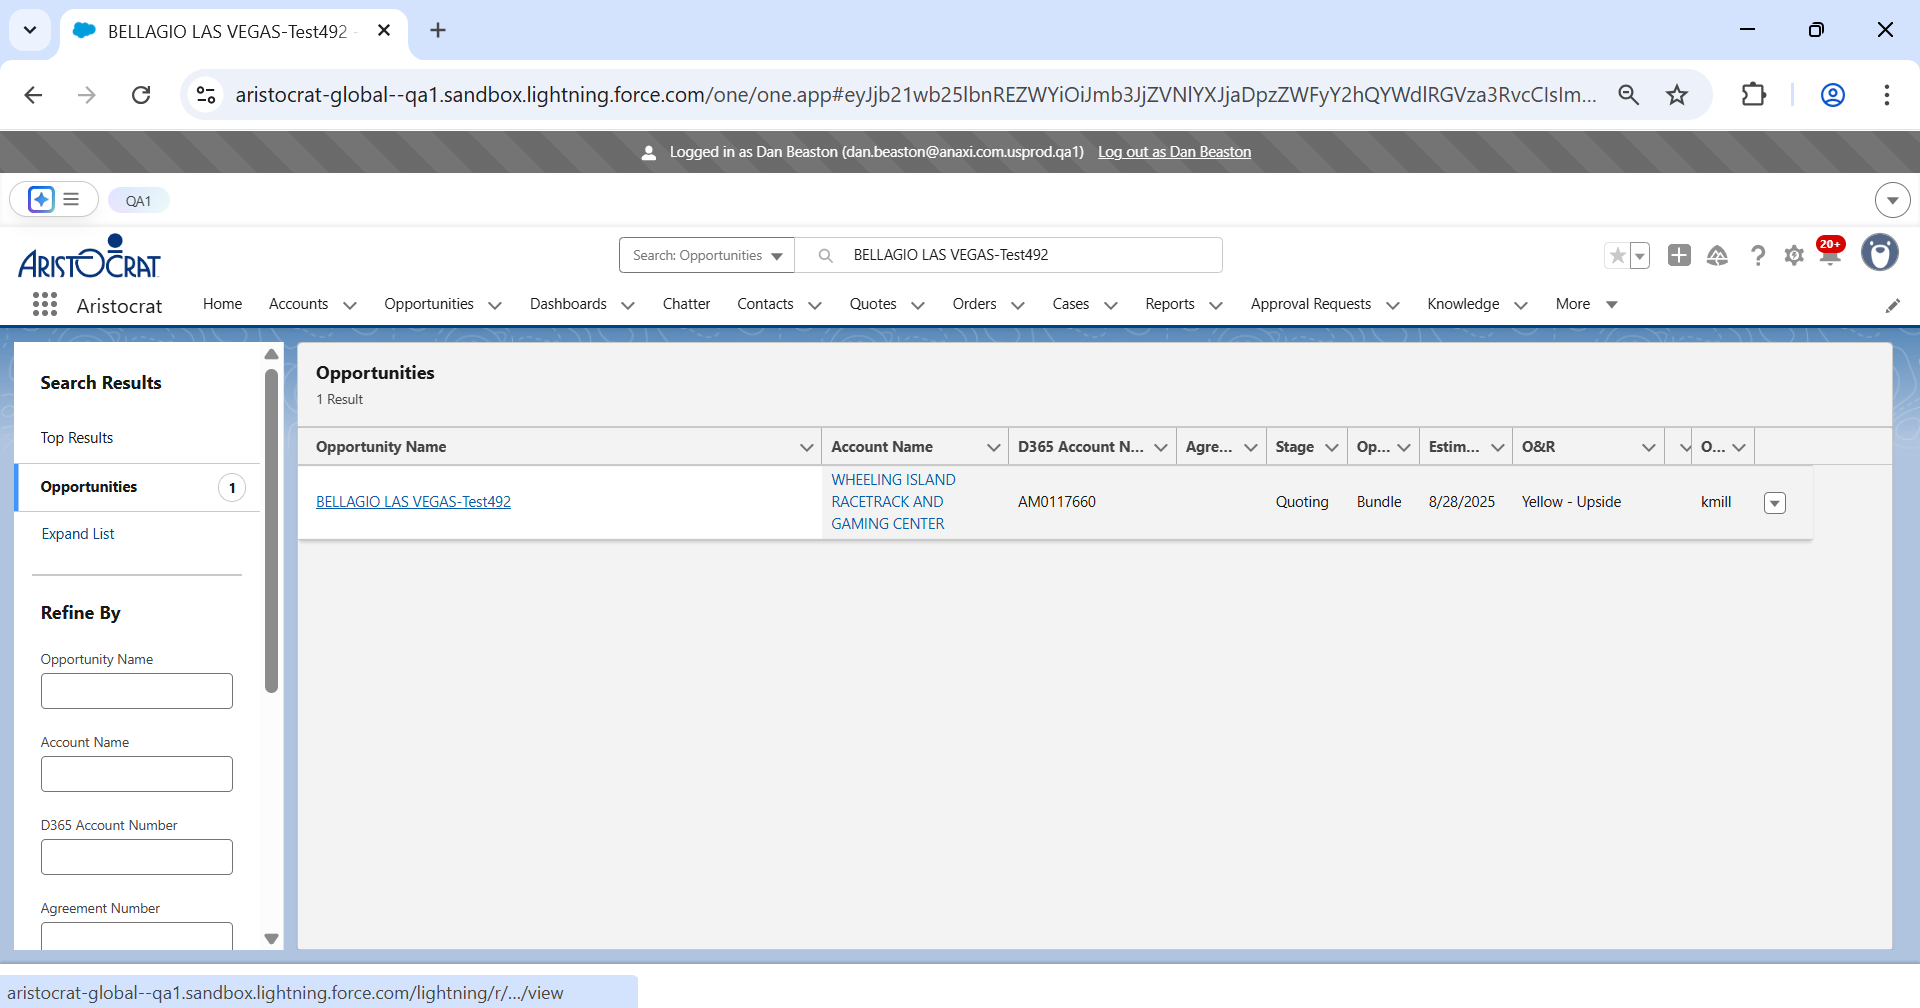 BELLAGIO LAS VEGAS-Test492 -
aristocrat-global--qa1.sandbox.lightning.force.com/one/one.app#eyJjb21wb25lbnREZWYiOiJmb3JjZVNlYXJjaDpzZWFyY2hQYWdlRGVza3RvcCIsIm...
Logged in as Dan Beaston (dan.beaston@anaxi.com.usprod.qa1) Log out as Dan Beaston
QA1
ARISTOCRAT
Search: Opportunities
BELLAGIO LAS VEGAS-Test492
20+
Aristocrat
Home
Accounts
Opportunities
Dashboards
Chatter
Contacts
Quotes
Orders
Cases
Reports
Approval Requests
Knowledge
More
Search Results
Top Results
Opportunities 1
Expand List
Refine By
Opportunity Name
Account Name
D365 Account Number
Agreement Number
Opportunities
1 Result
Opportunity Name Account Name D365 Account N... Agre... Stage Op... Estim... O&R O...
BELLAGIO LAS VEGAS-Test492
WHEELING ISLAND
RACETRACK AND
GAMING CENTER
AM0117660 Quoting Bundle 8/28/2025 Yellow - Upside kmill
aristocrat-global--qa1.sandbox.lightning.force.com/lightning/r/.../view